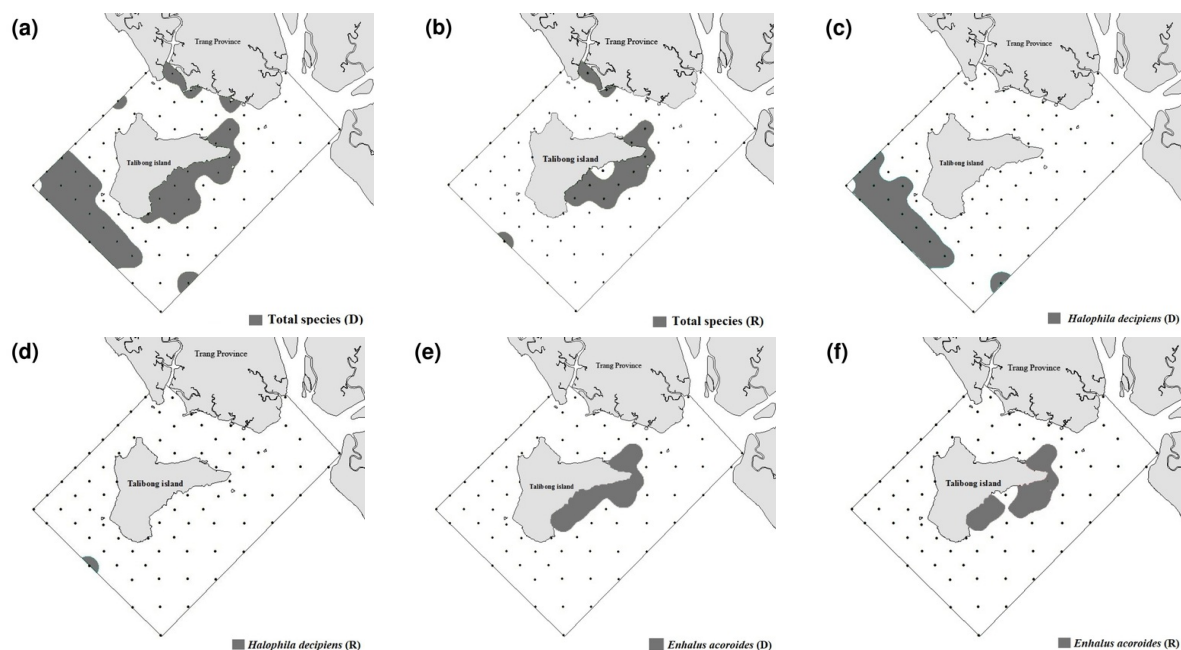 (a)
Trang Province
Talibong island
Total species (D)
(b)
Trang Province
Talibong island
Total species (R)
(c)
Trang Province
Talibong island
Halophila decipiens (D)
(d)
Trang Province
Talibong island
Halophila decipiens (R)
(e)
Trang Province
Talibong island
Enhalus acoroides (D)
(f)
Trang Province
Talibong island
Enhalus acoroides (R)